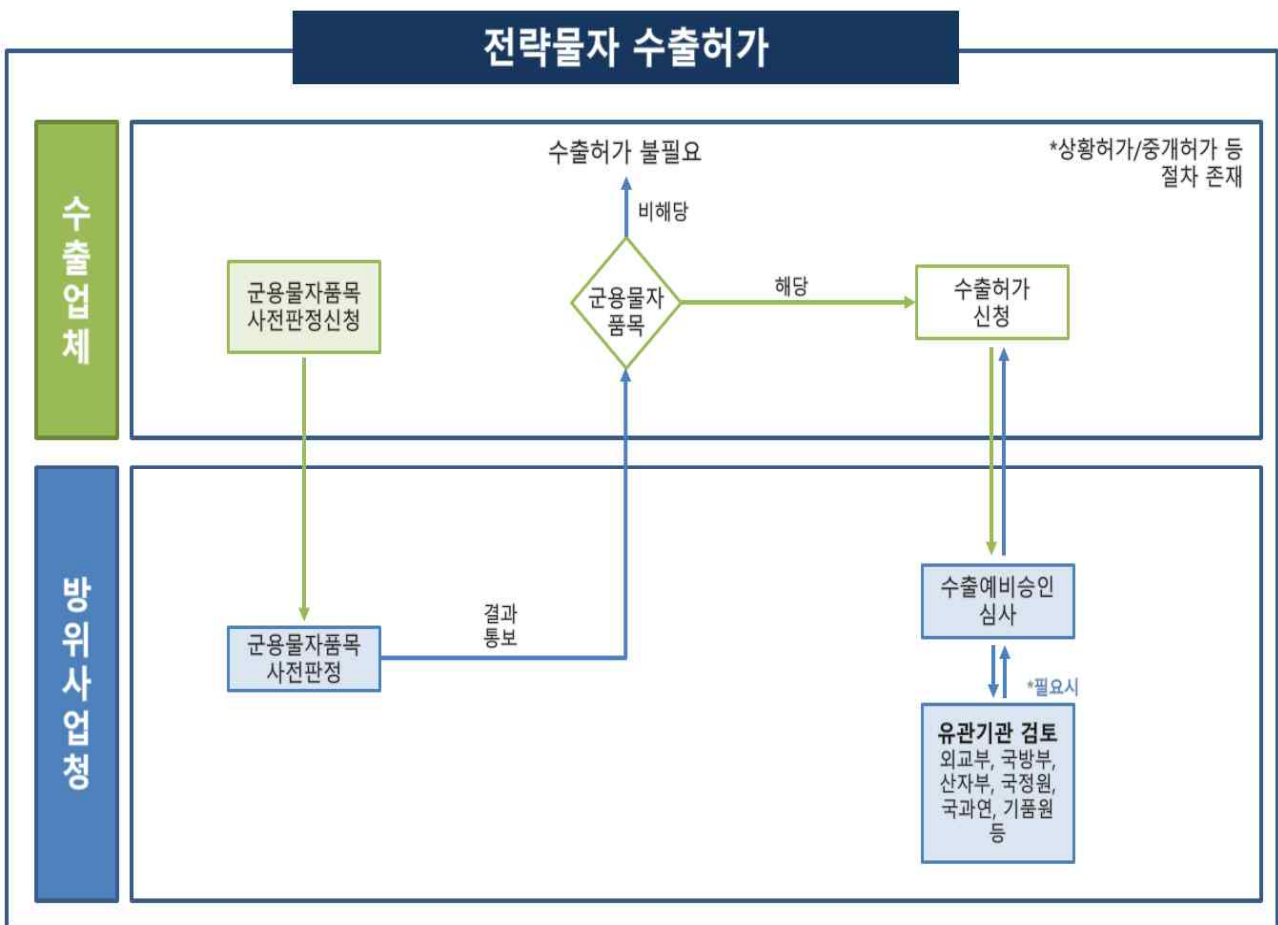 전략물자 수출허가
수출업체
수출허가 불필요
*상황허가/중개허가 등
절차 존재
비해당
군용물자품목
사전판정신청
군용물자
품목
해당
수출허가
신청
방위사업청
결과
통보
군용물자품목
사전판정
수출예비승인
심사
*필요시
유관기관 검토
외교부, 국방부,
산자부, 국정원,
국과연, 기품원
등